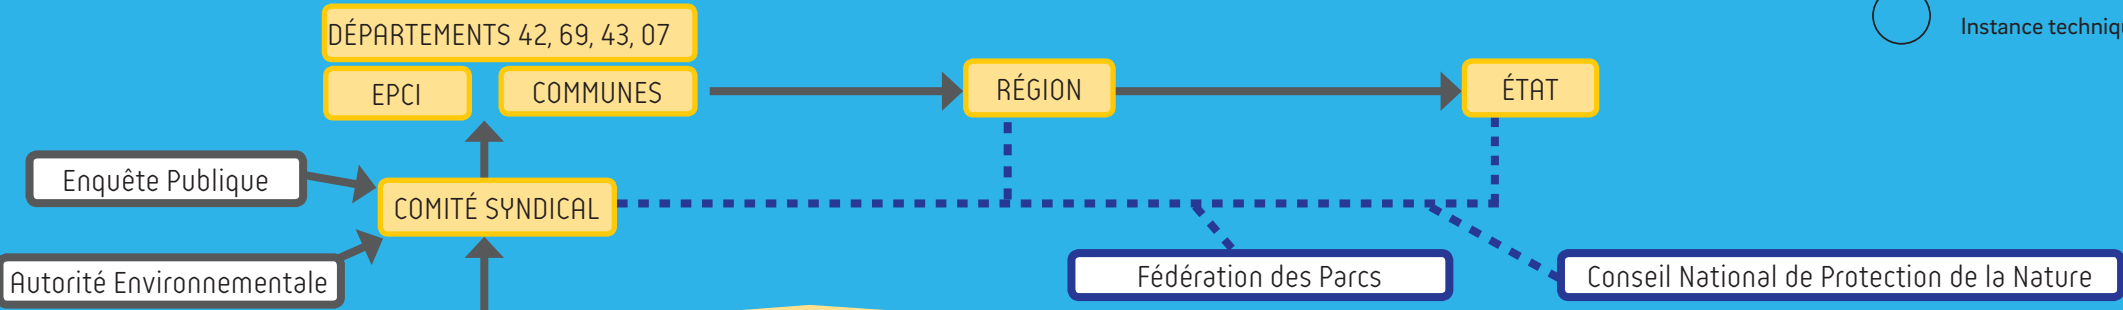 DÉPARTEMENTS 42, 69, 43, 07
Instance
EPCI
COMMUNES
RÉGION
ÉTAT
Enquête Publique
COMITÉ SYNDICAL
Autorité Environnementale
Fédération des Parcs
Conseil National de Protection de la Nature